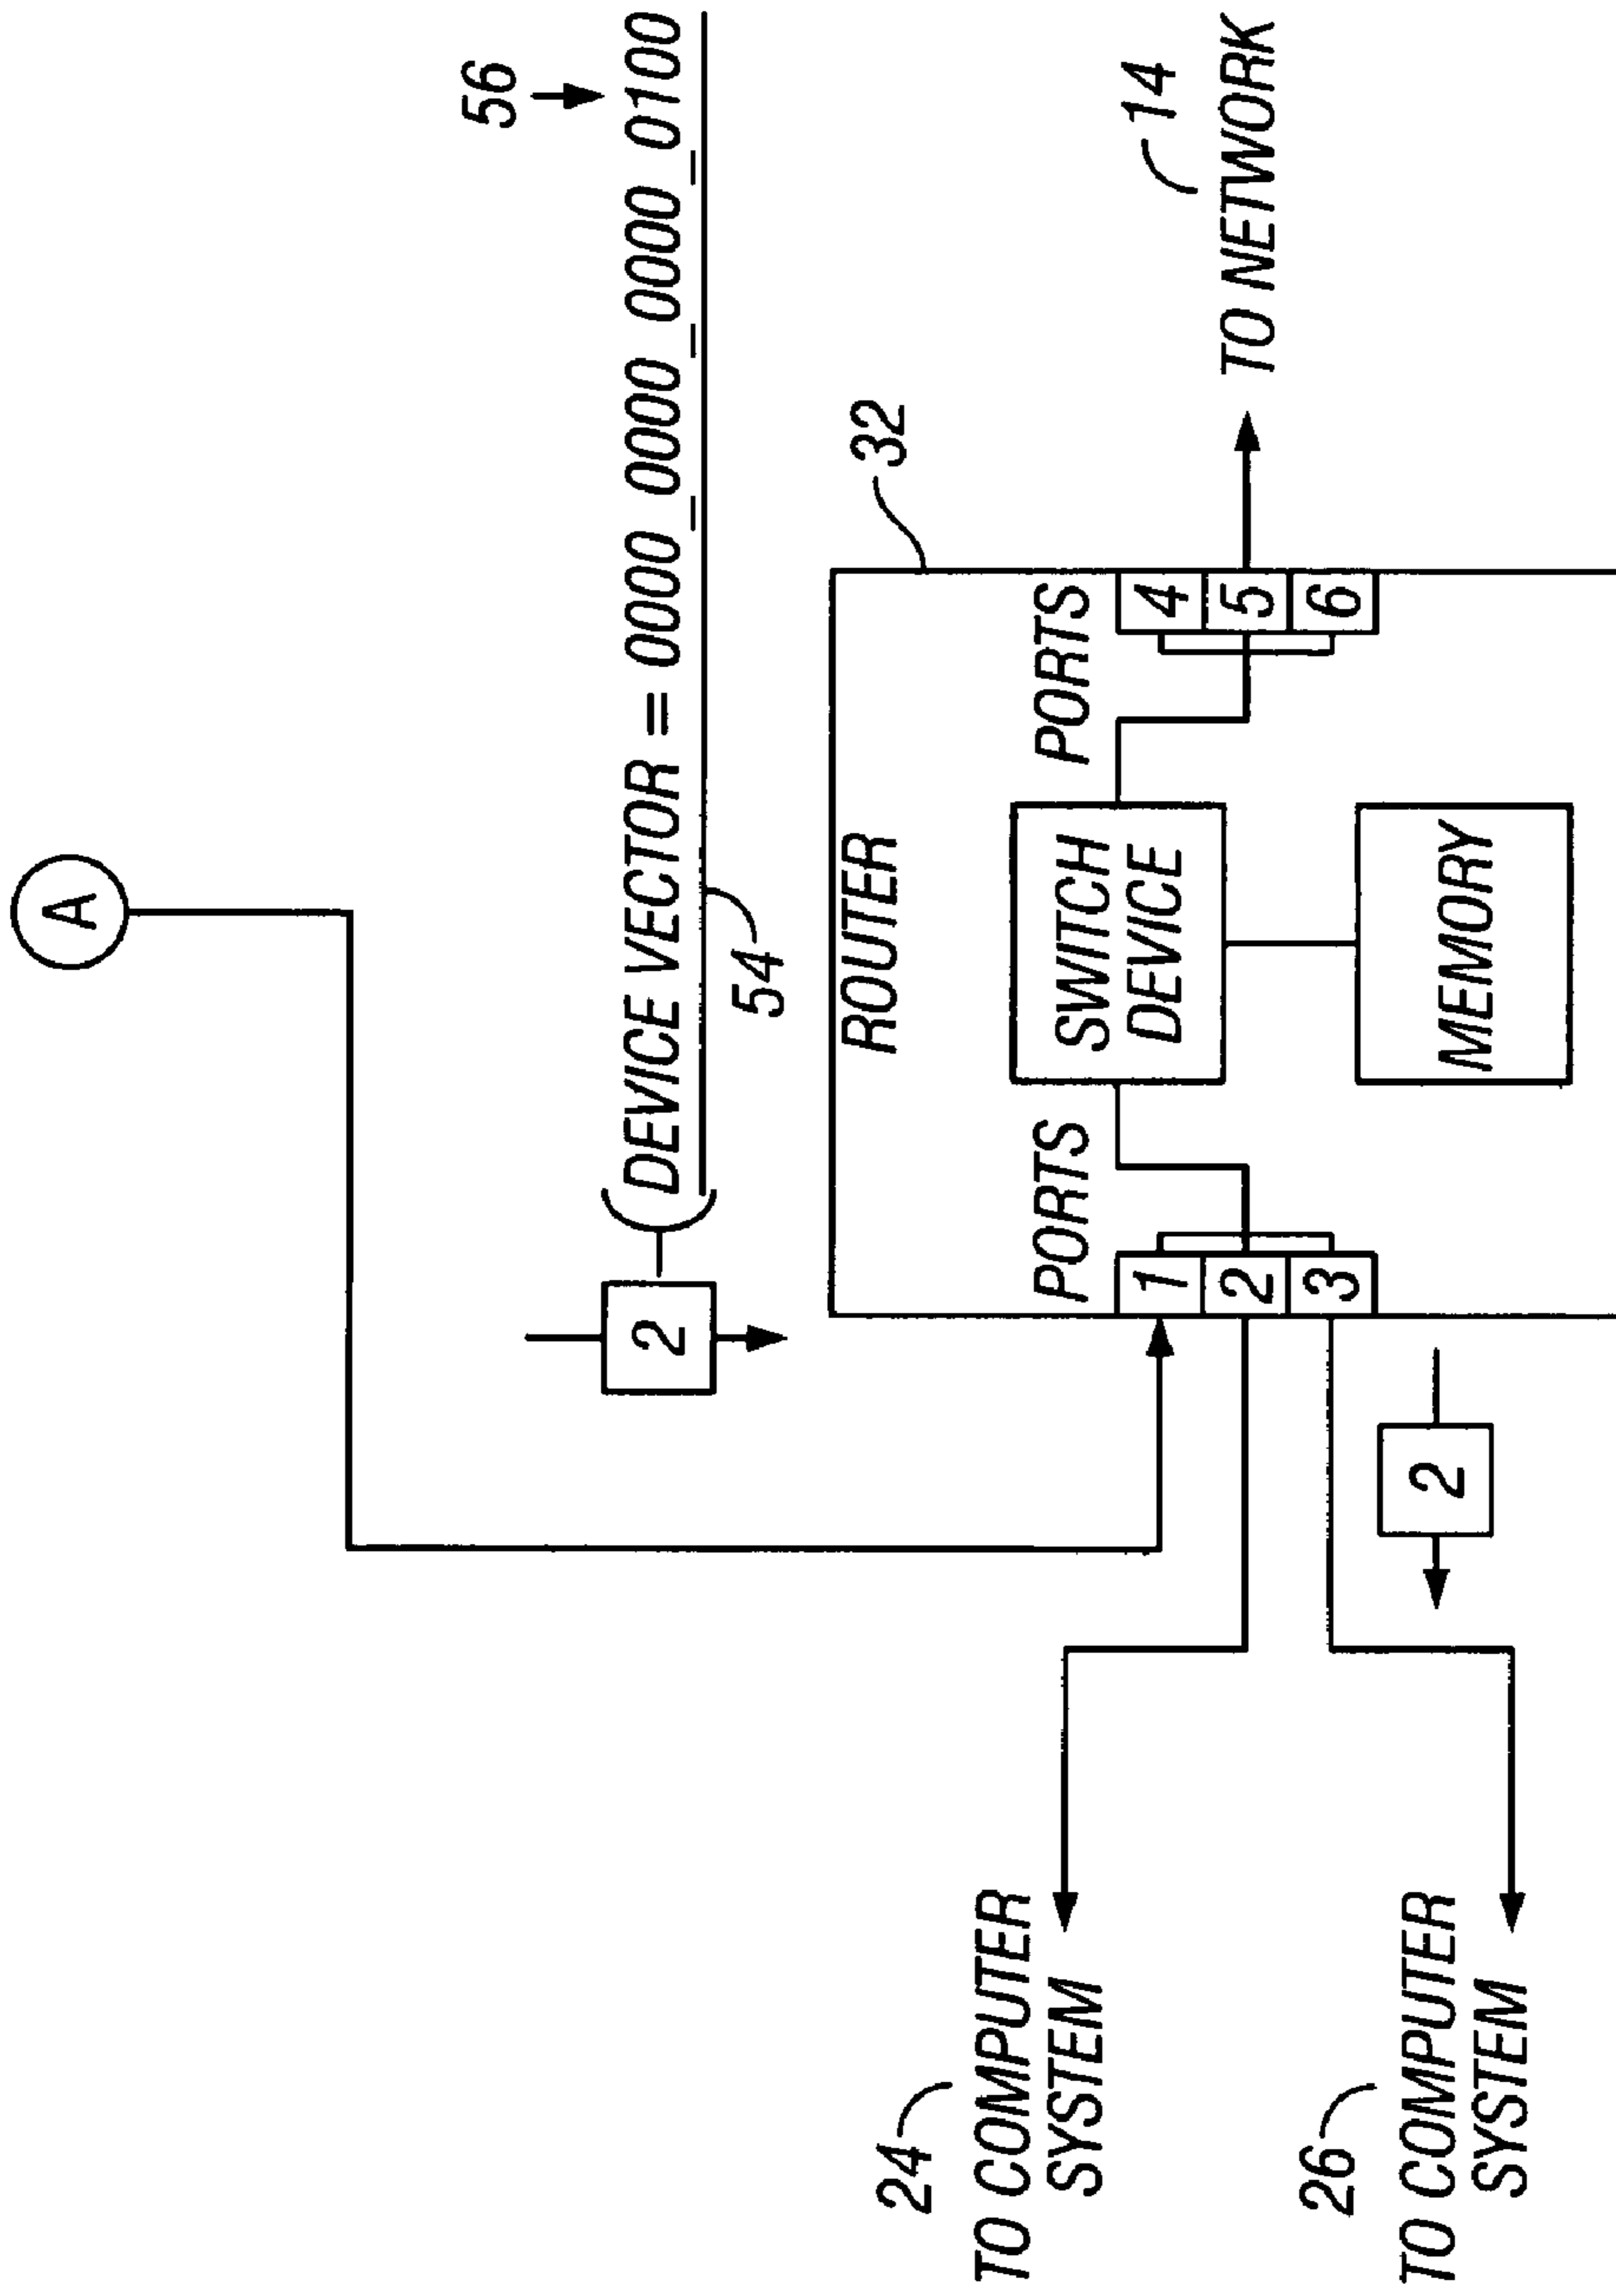 A
56
2
(DEVICE VECTOR = 0000_0000_0000_0100
54
ROUTER
32
PORTS
PORTS
1
2
3
SWITCH
DEVICE
4
5
6
14
TO NETWORK
MEMORY
2
24
TO COMPUTER
SYSTEM
26
TO COMPUTER
SYSTEM